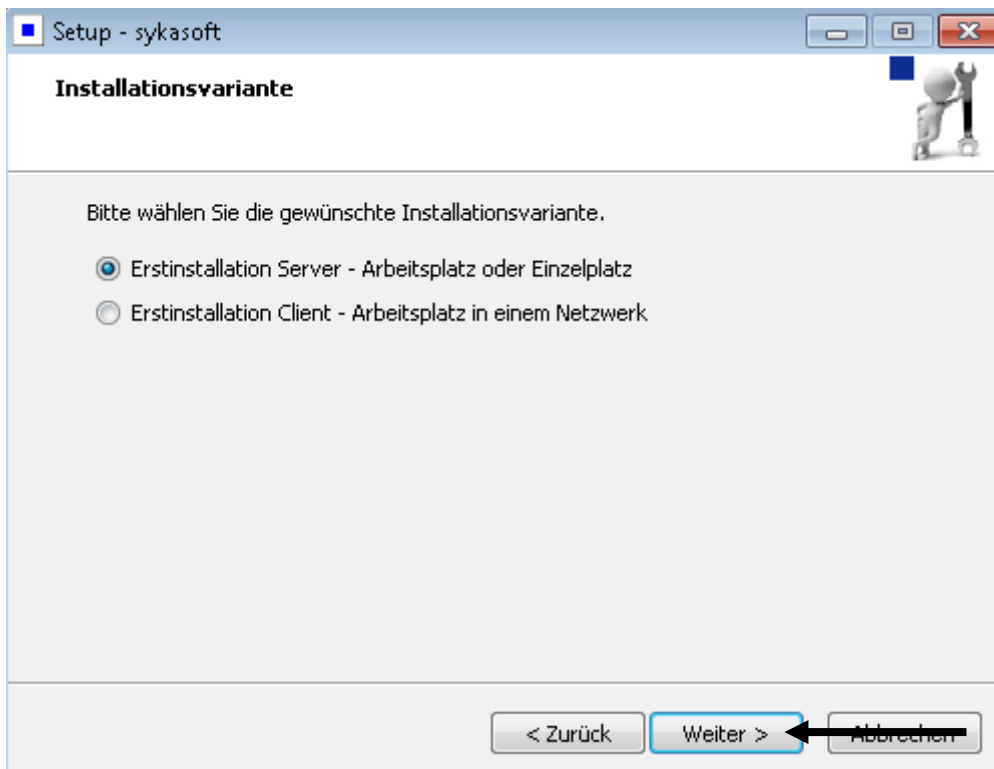 Setup - sykasoft
Installationsvariante
Bitte wählen Sie die gewünschte Installationsvariante.
Erstinstallation Server - Arbeitsplatz oder Einzelplatz
Erstinstallation Client - Arbeitsplatz in einem Netzwerk
< Zurück
Weiter >
Abbrechen